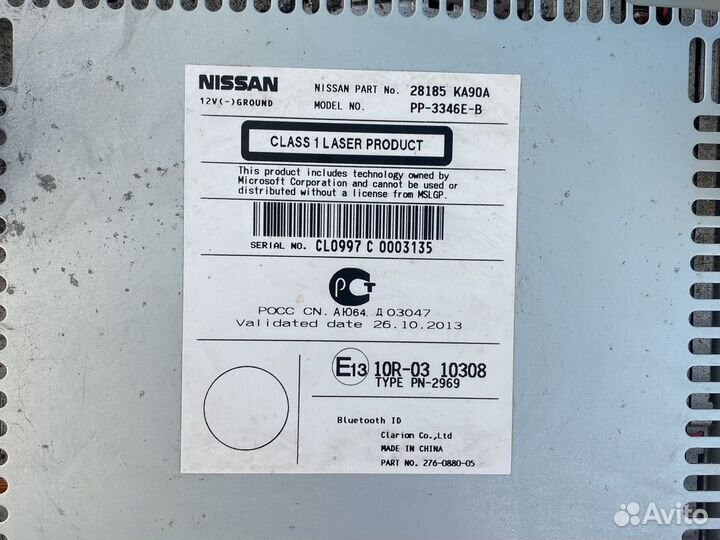 NISSAN NISSAN PART No. 28185 KA90A
12V(-)GROUND MODEL NO. PP-3346E-B
CLASS 1 LASER PRODUCT
This product includes technology owned by
Microsoft Corporation and cannot be used or
distributed without a license from MSLGP.
SERIAL NO. CL0997 C 0003135
РСТ
РОСС CN. АЮ64. Д03047
Validated date 26.10.2013
E13 10R-03 10308
TYPE PN-2969
Bluetooth ID
Clarion Co.,Ltd
MADE IN CHINA
PART NO. 276-0880-05
Avito